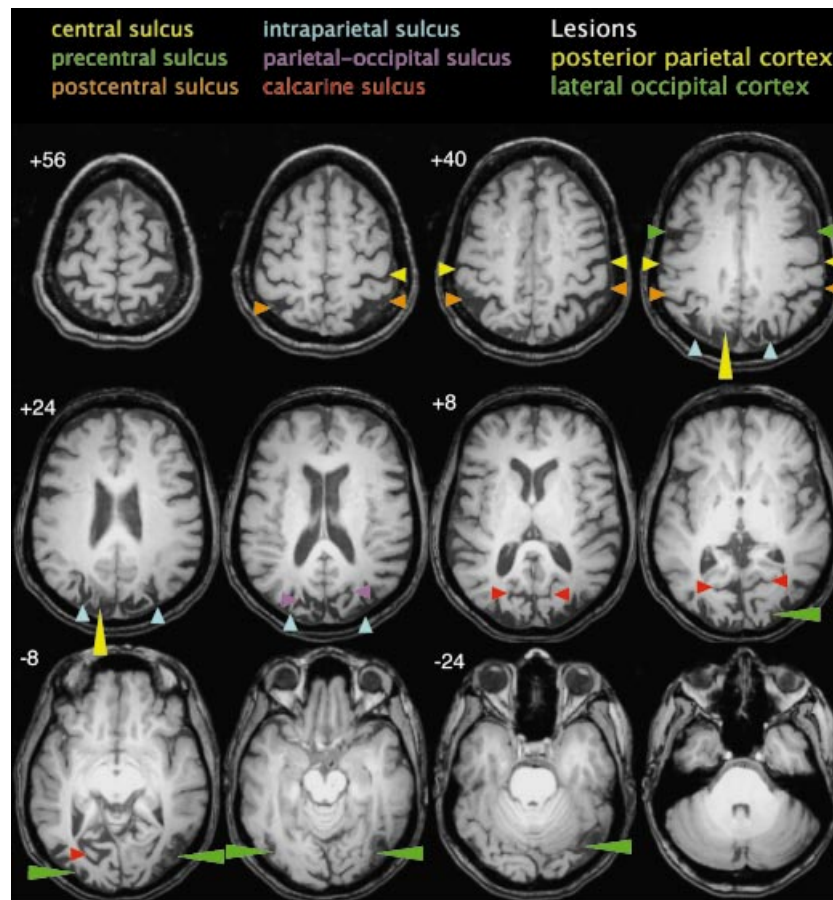 central sulcus intraparietal sulcus Lesions
precentral sulcus parietal-occipital sulcus posterior parietal cortex
postcentral sulcus calcarine sulcus lateral occipital cortex
+56 +40
+24 +8
-8 -24